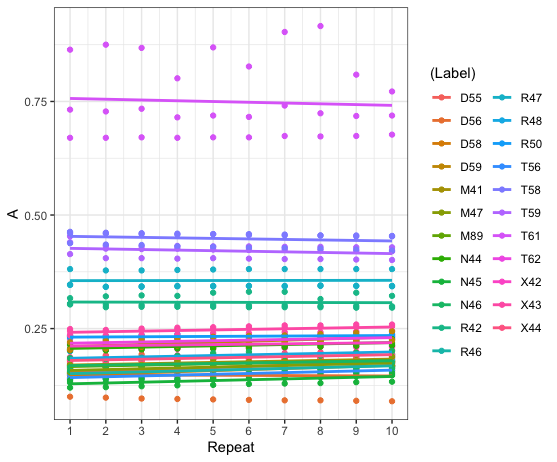 0.75
0.50
0.25
A
1 2 3 4 5 6 7 8 9 10
Repeat
(Label)
D55 R47
D56 R48
D58 R50
D59 T56
M41 T58
M47 T59
M89 T61
N44 T62
N45 X42
N46 X43
R42 X44
R46